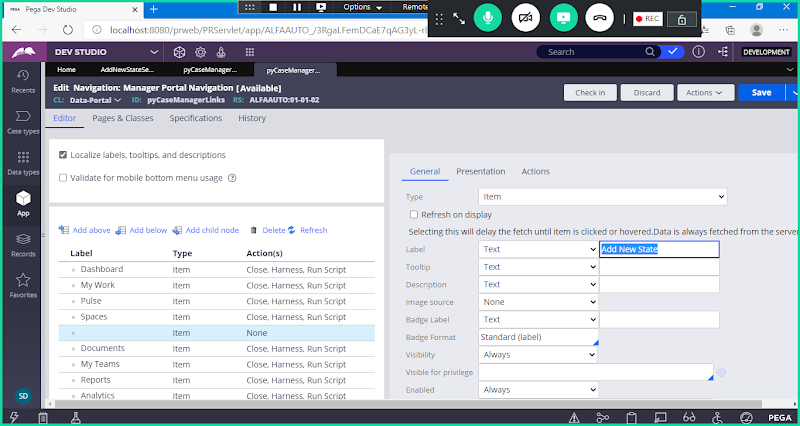 Pega Dev Studio
Options
Remote
REC
localhost:8080/prweb/PRServlet/app/ALFAAUTO_/3RgaLFemDCaE7qAG3yL-rl
DEV STUDIO
Search
DEVELOPMENT
Home
AddNewStateSe...
pyCaseManager...
pyCaseManager...
Recents
Case types
Data types
App
Records
Favorites
SD
Edit Navigation: Manager Portal Navigation [Available]
CL: Data-Portal ID: pyCaseManagerLinks RS: ALFAAUTO:01-01-02
Check in
Discard
Actions
Save
Editor
Pages & Classes
Specifications
History
Localize labels, tooltips, and descriptions
Validate for mobile bottom menu usage
Add above
Add below
Add child node
Delete
Refresh
Label Type Action(s)
Dashboard Item Close, Harness, Run Script
My Work Item Close, Harness, Run Script
Pulse Item Close, Harness, Run Script
Spaces Item Close, Harness, Run Script
Item None
Documents Item Close, Harness, Run Script
My Teams Item Close, Harness, Run Script
Reports Item Close, Harness, Run Script
Analytics Item Close, Harness, Run Script
General
Presentation
Actions
Type Item
Refresh on display
Selecting this will delay the fetch until item is clicked or hovered.Data is always fetched from the server
Label Text Add New State
Tooltip Text
Description Text
Image source None
Badge Label Text
Badge Format Standard (label)
Visibility Always
Visible for privilege
Enabled Always
PEGA